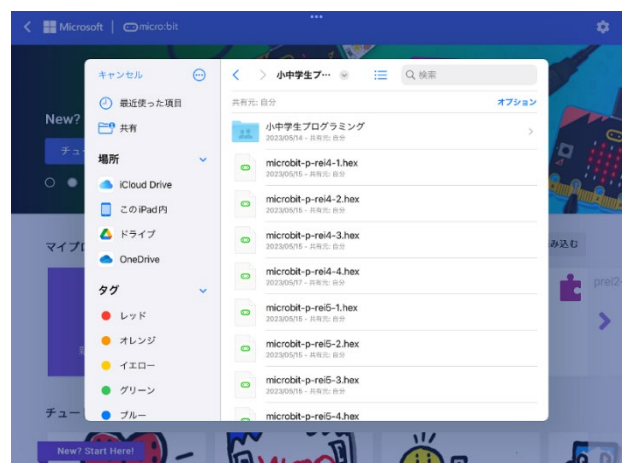 Microsoft
micro:bit
New?
チュー
マイプロ
み込む
prei2
チュー
New? Start Here!
キャンセル
最近使った項目
共有
場所
iCloud Drive
このiPad内
ドライブ
OneDrive
タグ
レッド
オレンジ
イエロー
グリーン
ブルー
小中学生プ…
検索
共有元: 自分
オプション
小中学生プログラミング
2023/05/14 - 共有元: 自分
microbit-p-rei4-1.hex
2023/05/15 - 共有元: 自分
microbit-p-rei4-2.hex
2023/05/15 - 共有元: 自分
microbit-p-rei4-3.hex
2023/05/15 - 共有元: 自分
microbit-p-rei4-4.hex
2023/05/17 - 共有元: 自分
microbit-p-rei5-1.hex
2023/05/15 - 共有元: 自分
microbit-p-rei5-2.hex
2023/05/15 - 共有元: 自分
microbit-p-rei5-3.hex
2023/05/15 - 共有元: 自分
microbit-p-rei5-4.hex